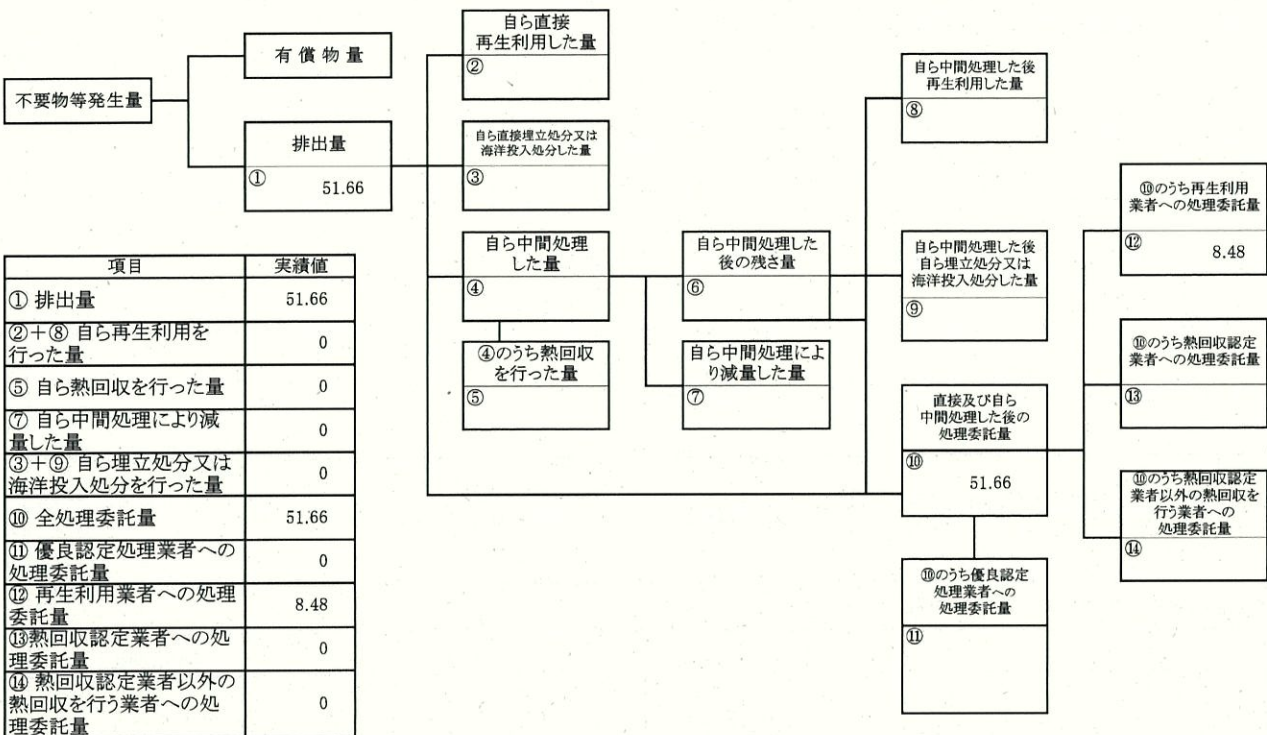 不要物等発生量
有償物量
排出量
①
51.66
自ら直接
再生利用した量
②
自ら直接埋立処分又は
海洋投入処分した量
③
自ら中間処理
した量
④
④のうち熱回収
を行った量
⑤
自ら中間処理した
後の残さ量
⑥
自ら中間処理によ
り減量した量
⑦
自ら中間処理した後
再生利用した量
⑧
自ら中間処理した後
自ら埋立処分又は
海洋投入処分した量
⑨
直接及び自ら
中間処理した後の
処理委託量
⑩
51.66
⑩のうち優良認定
処理業者への
処理委託量
⑪
⑩のうち再生利用
業者への処理委託量
⑫
8.48
⑩のうち熱回収認定
業者への処理委託量
⑬
⑩のうち熱回収認定
業者以外の熱回収を
行う業者への
処理委託量
⑭
項目 実績値
① 排出量 51.66
②+⑧ 自ら再生利用を
行った量 0
⑤ 自ら熱回収を行った量 0
⑦ 自ら中間処理により減
量した量 0
③+⑨ 自ら埋立処分又は
海洋投入処分を行った量 0
⑩ 全処理委託量 51.66
⑪ 優良認定処理業者への
処理委託量 0
⑫ 再生利用業者への処理
委託量 8.48
⑬熱回収認定業者への処
理委託量 0
⑭ 熱回収認定業者以外の
熱回収を行う業者への処
理委託量 0